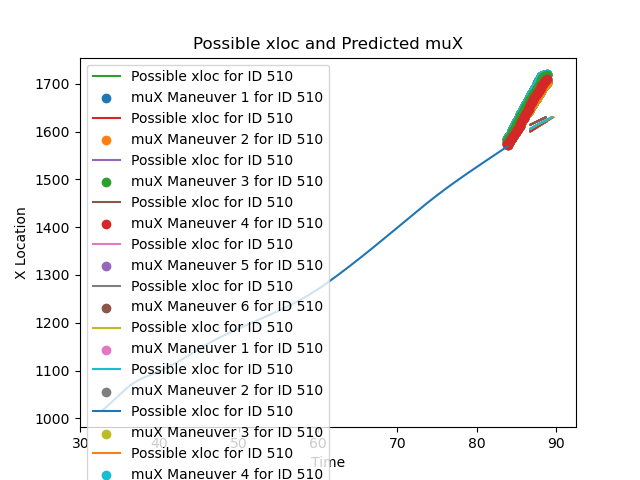 Possible xloc and Predicted muX
1700
1600
1500
1400
1300
1200
1100
1000
X Location
Possible xloc for ID 510
muX Maneuver 1 for ID 510
Possible xloc for ID 510
muX Maneuver 2 for ID 510
Possible xloc for ID 510
muX Maneuver 3 for ID 510
Possible xloc for ID 510
muX Maneuver 4 for ID 510
Possible xloc for ID 510
muX Maneuver 5 for ID 510
Possible xloc for ID 510
muX Maneuver 6 for ID 510
Possible xloc for ID 510
muX Maneuver 1 for ID 510
Possible xloc for ID 510
muX Maneuver 2 for ID 510
Possible xloc for ID 510
muX Maneuver 3 for ID 510
Possible xloc for ID 510
muX Maneuver 4 for ID 510
30 40 50 60 70 80 90
Time